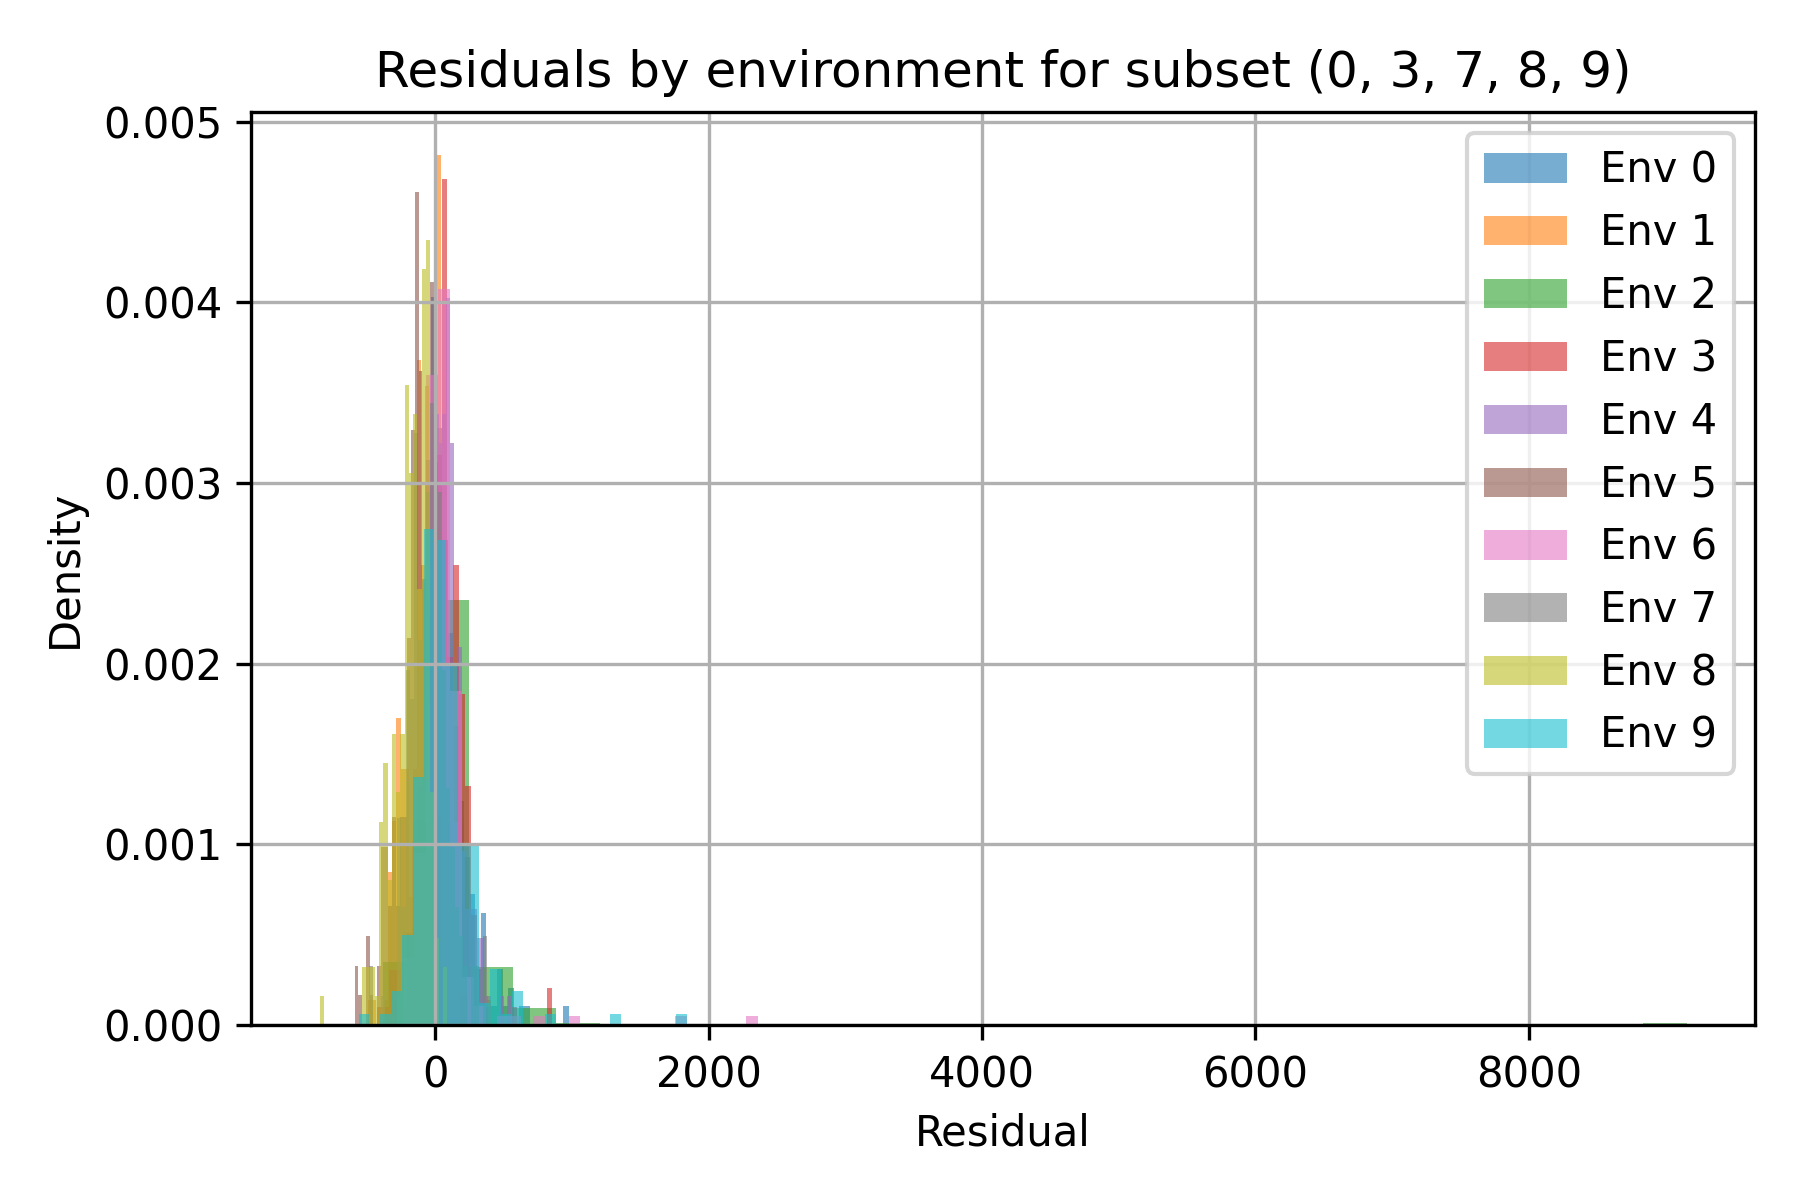 Residuals by environment for subset (0, 3, 7, 8, 9)
0.005
0.004
0.003
0.002
0.001
0.000
Density
0
2000
4000
6000
8000
Residual
Env 0
Env 1
Env 2
Env 3
Env 4
Env 5
Env 6
Env 7
Env 8
Env 9